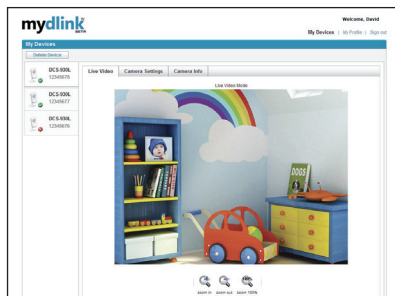 mydlink
BETA
Welcome, David
My Devices | My Profile | Sign out
My Devices
Delete Device
DCS-930L
12345678
DCS-930L
12345677
DCS-930L
12345676
Live Video
Camera Settings
Camera Info
Live Video Mode
DOGS
zoom in
zoom out
zoom 100%